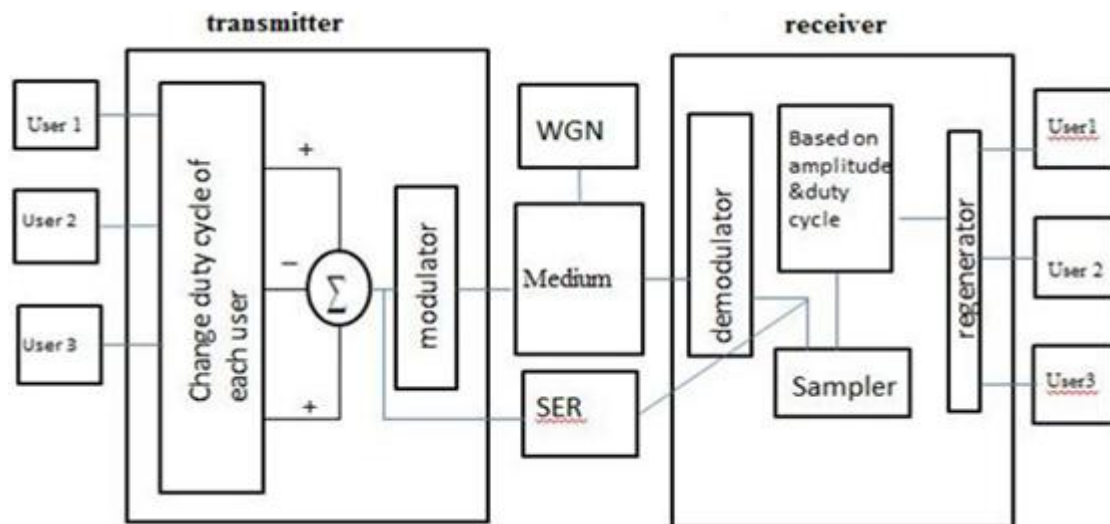 transmitter
receiver
User 1
User 2
User 3
Change duty cycle of
each user
+
−
+
∑
modulator
WGN
Medium
SER
demodulator
Based on
amplitude
&duty
cycle
Sampler
regenerator
User1
User 2
User3